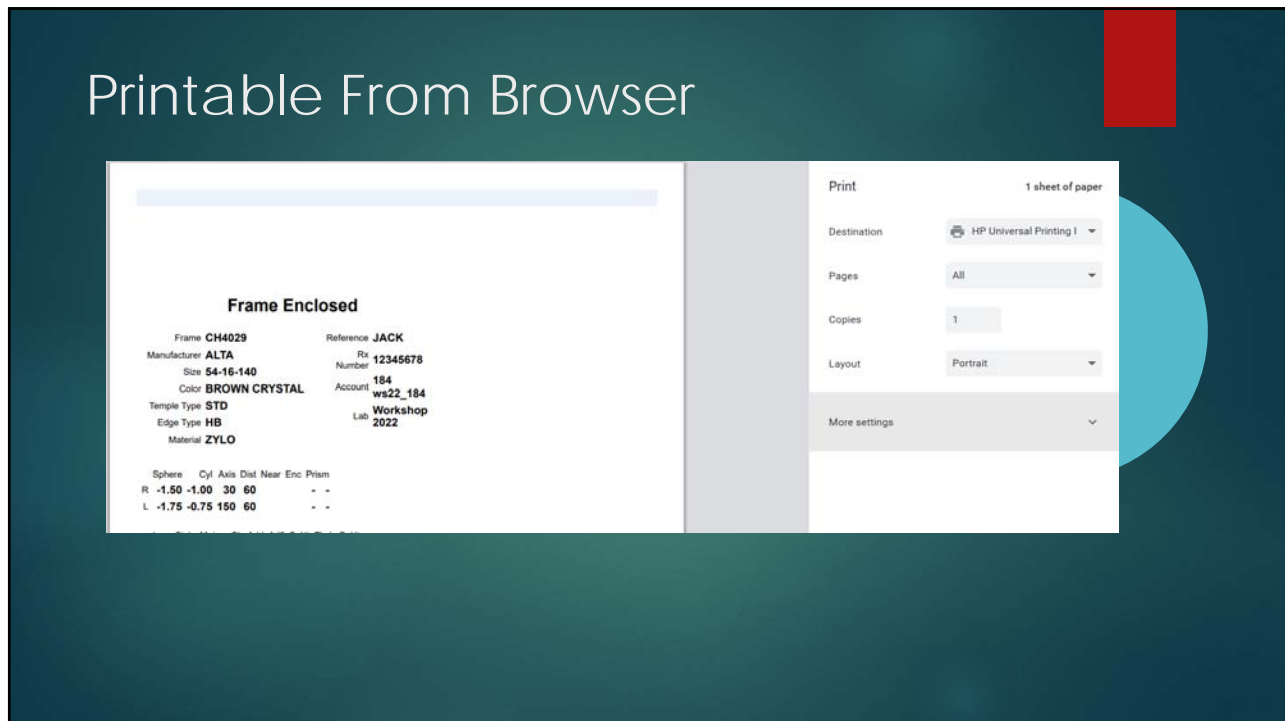 Printable From Browser
Frame Enclosed
Frame CH4029
Manufacturer ALTA
Size 54-16-140
Color BROWN CRYSTAL
Temple Type STD
Edge Type HB
Material ZYLO
Reference JACK
Rx Number 12345678
Account 184
ws22_184
Lab Workshop
2022
Sphere Cyl Axis Dist Near Enc Prism
R -1.50 -1.00 30 60 - -
L -1.75 -0.75 150 60 - -
Print 1 sheet of paper
Destination HP Universal Printing
Pages All
Copies 1
Layout Portrait
More settings